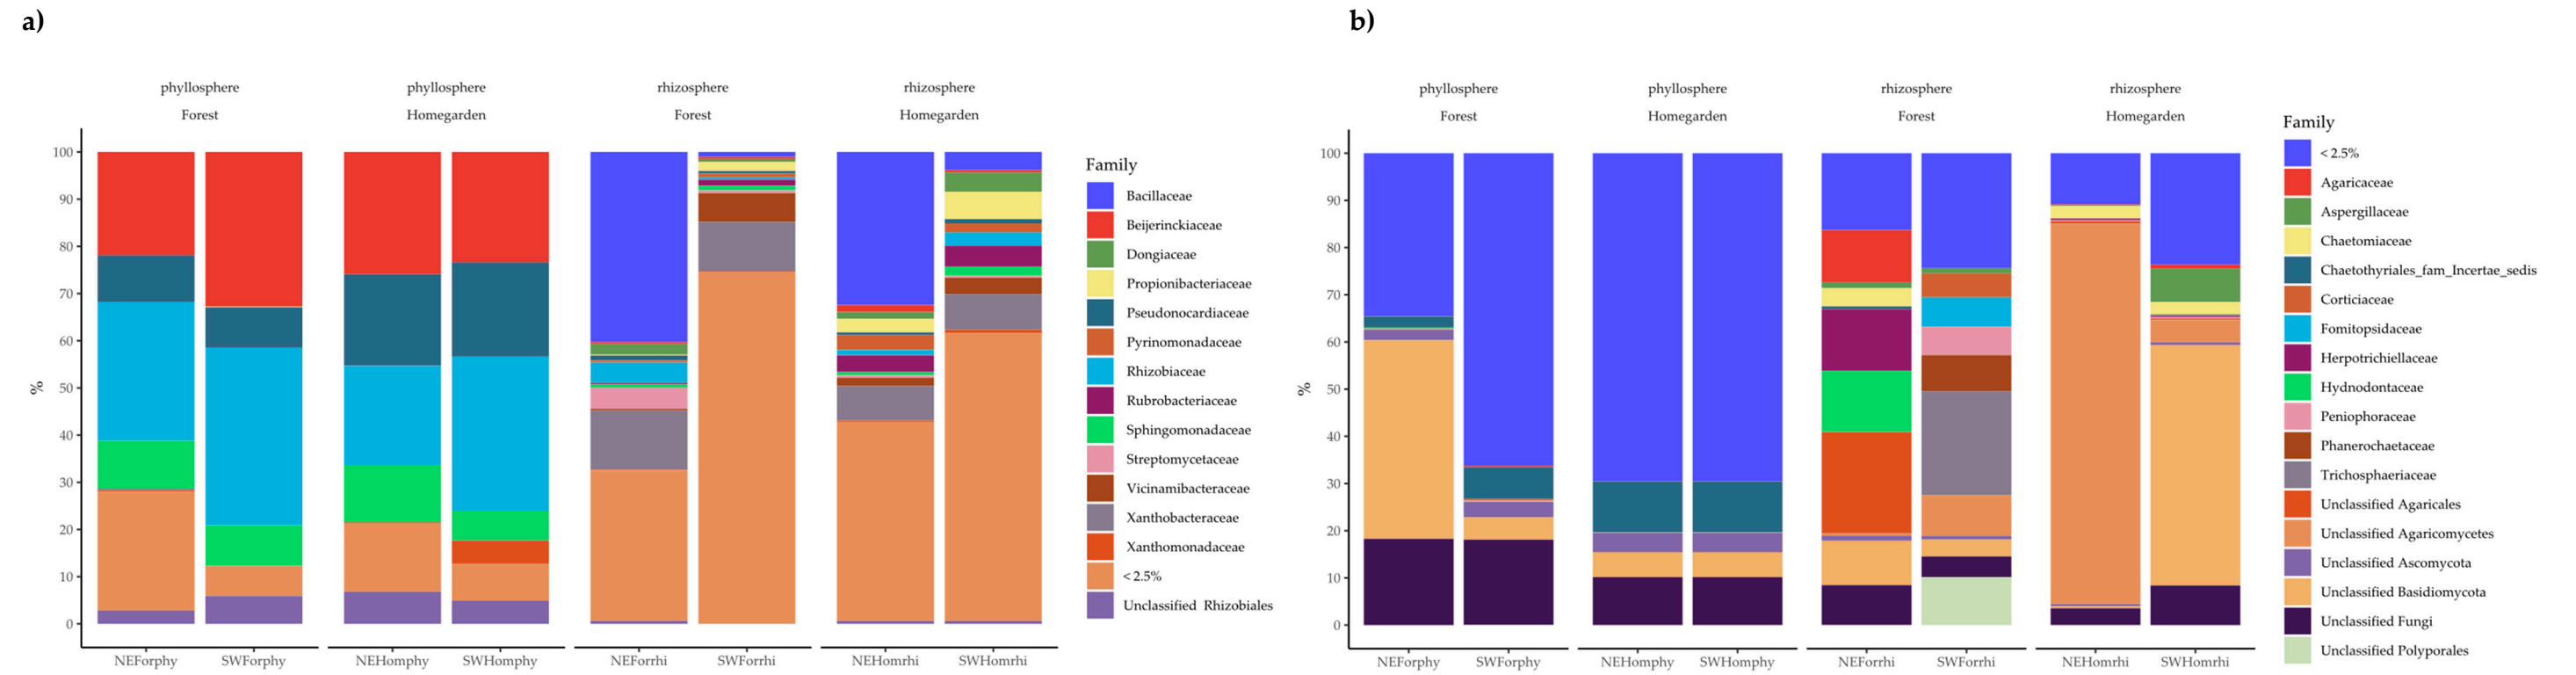 a)
phyllosphere phyllosphere rhizosphere rhizosphere
Forest Homegarden Forest Homegarden
100
90
80
70
60
50
40
30
20
10
0
%
NEForphy SWForphy NEHomphy SWHomphy NEForrhi SWForrhi NEHomrhi SWHomrhi
Family
Bacillaceae
Beijerinckiaceae
Dongiaceae
Propionibacteriaceae
Pseudonocardiaceae
Pyrinomonadaceae
Rhizobiaceae
Rubrobacteriaceae
Sphingomonadaceae
Streptomycetaceae
Vicinamibacteraceae
Xanthobacteraceae
Xanthomonadaceae
< 2.5%
Unclassified Rhizobiales
b)
phyllosphere phyllosphere rhizosphere rhizosphere
Forest Homegarden Forest Homegarden
100
90
80
70
60
50
40
30
20
10
0
%
NEForphy SWForphy NEHomphy SWHomphy NEForrhi SWForrhi NEHomrhi SWHomrhi
Family
< 2.5%
Agaricaceae
Aspergillaceae
Chaetomiaceae
Chaetothyriales_fam_Incertae_sedis
Corticiaceae
Fomitopsidaceae
Herpotrichiellaceae
Hydnodontaceae
Peniophoraceae
Phanerochaetaceae
Trichosphaeriaceae
Unclassified Agaricales
Unclassified Agaricomycetes
Unclassified Ascomycota
Unclassified Basidiomycota
Unclassified Fungi
Unclassified Polyporales